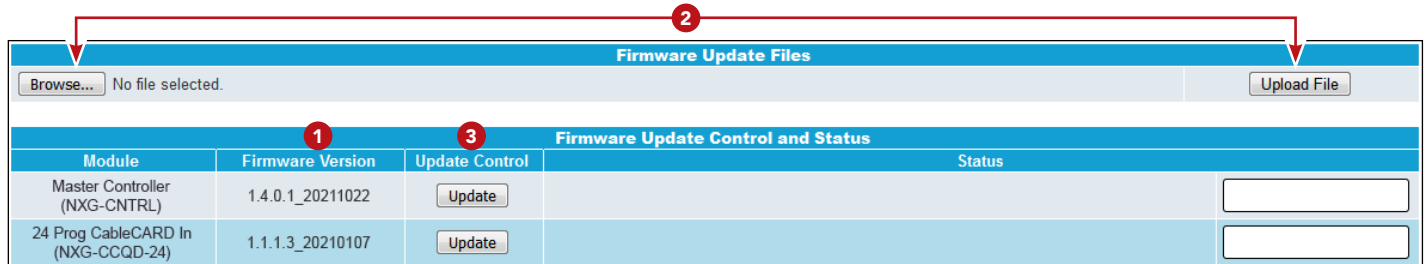 2
Firmware Update Files
Browse... No file selected. Upload File
1 3
Firmware Update Control and Status
Module Firmware Version Update Control Status
Master Controller
(NXG-CNTRL) 1.4.0.1_20211022 Update
24 Prog CableCARD In
(NXG-CCQD-24) 1.1.1.3_20210107 Update